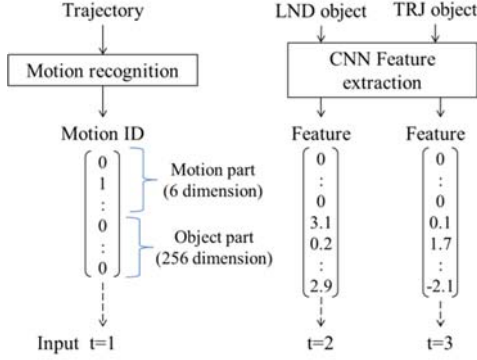 Trajectory
LND object
TRJ object
Motion recognition
CNN Feature
extraction
Motion ID
Feature
Feature
0
1
:
0
:
0
Motion part
(6 dimension)
Object part
(256 dimension)
0
:
0
3.1
0.2
:
2.9
0
:
0
0.1
1.7
:
-2.1
Input t=1
t=2
t=3